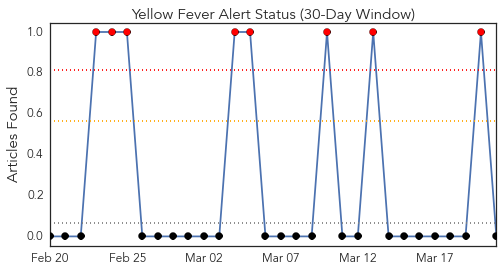 Yellow Fever Alert Status (30-Day Window)
Articles Found
1.0
0.8
0.6
0.4
0.2
0.0
Feb 20 Feb 25 Mar 02 Mar 07 Mar 12 Mar 17